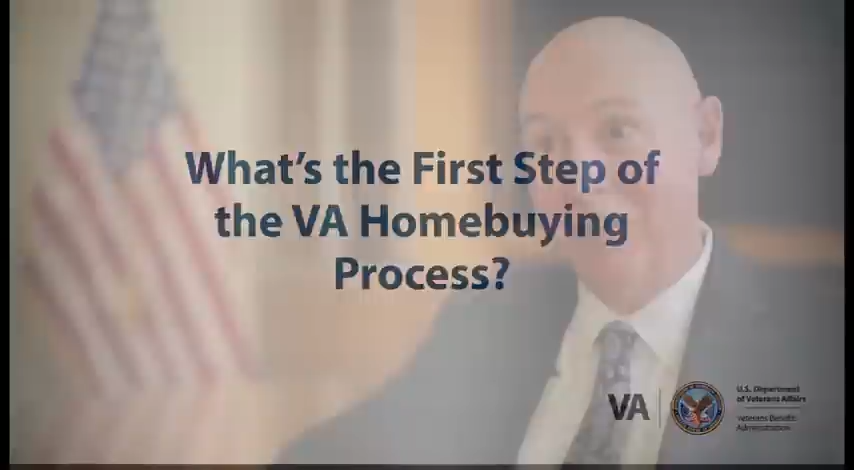 What's the First Step of
the VA Homebuying
Process?
VA
U.S. Department
of Veterans Affairs
Veterans Benefits
Administration